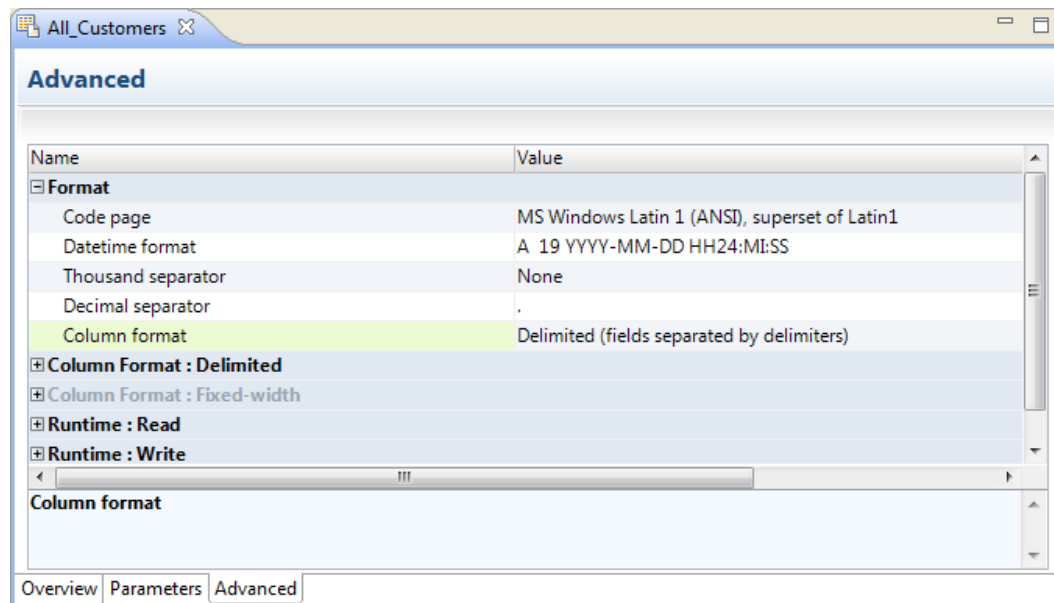 All_Customers
Advanced
Name Value
Format
Code page MS Windows Latin 1 (ANSI), superset of Latin1
Datetime format A  19 YYYY-MM-DD HH24:MI:SS
Thousand separator None
Decimal separator .
Column format Delimited (fields separated by delimiters)
Column Format : Delimited
Column Format : Fixed-width
Runtime : Read
Runtime : Write
Column format
Overview Parameters Advanced